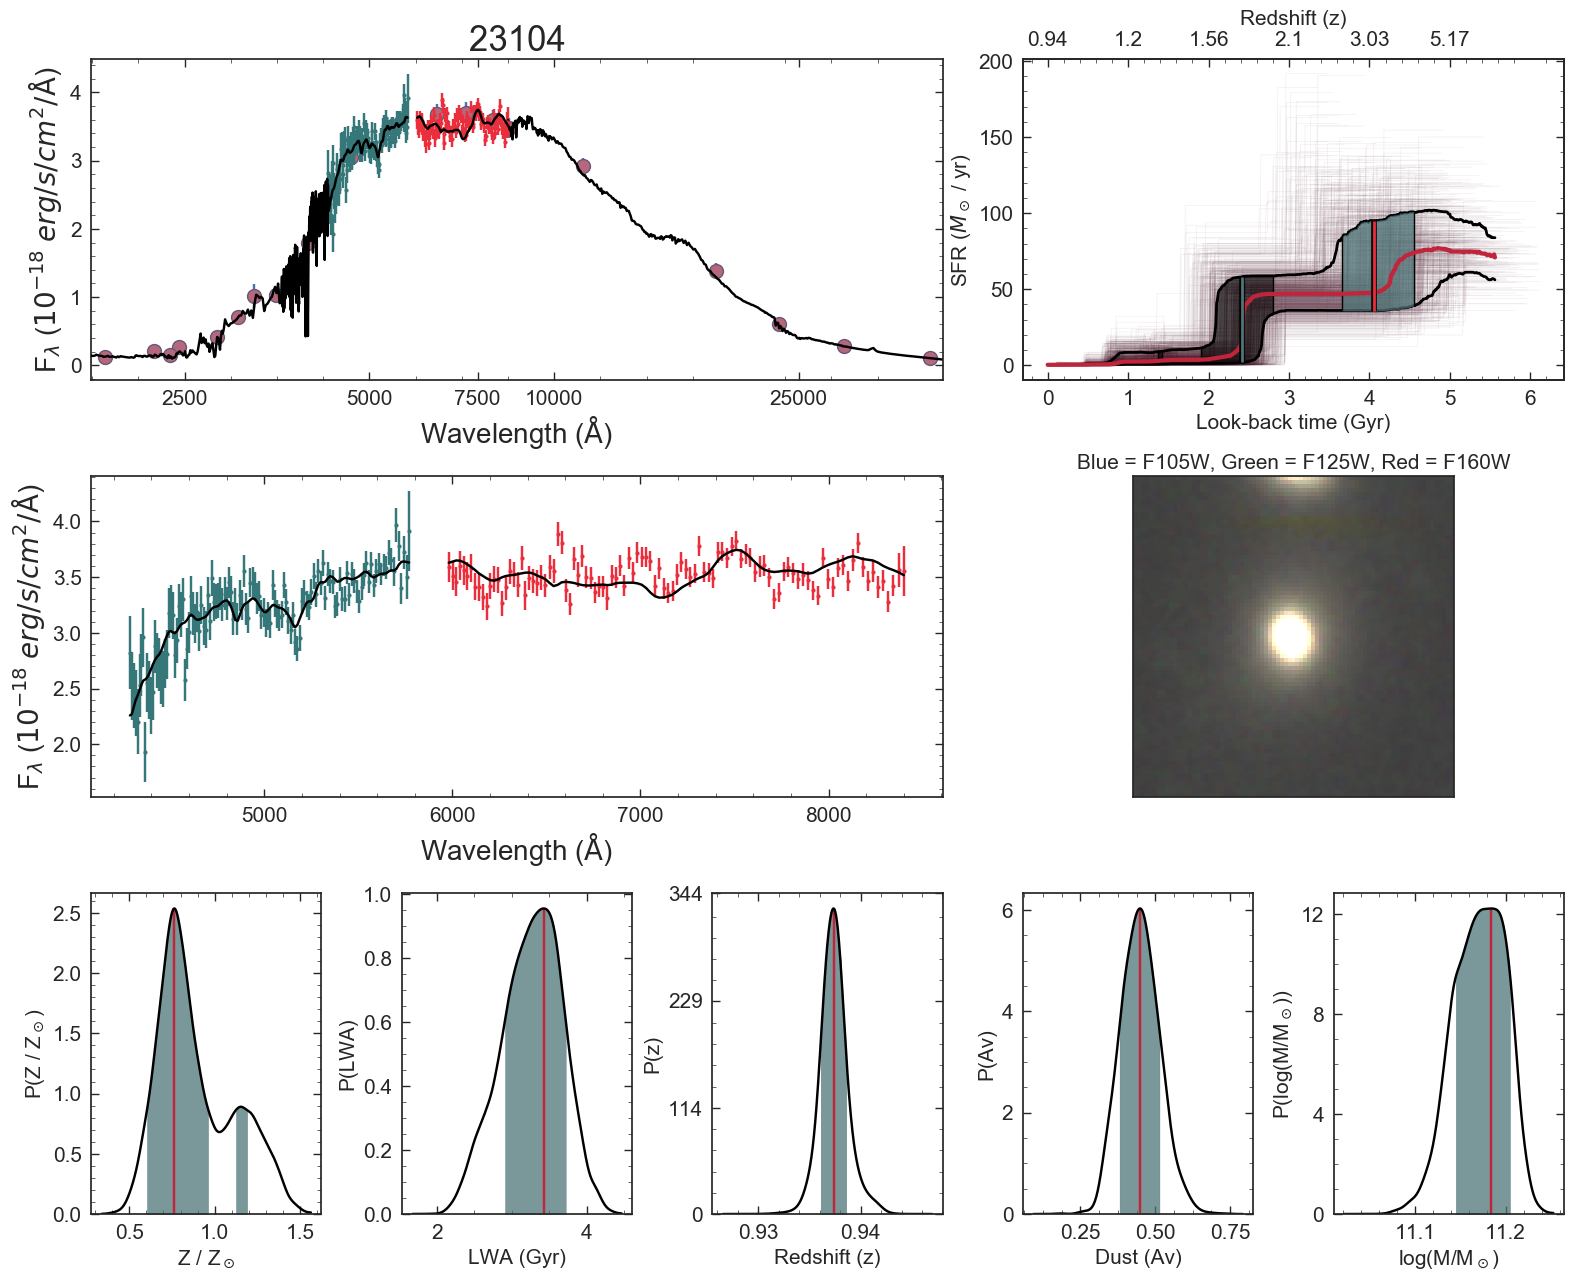 23104
F_λ (10^{-18} erg/s/cm^2/Å)
4
3
2
1
0
2500 5000 7500 10000 25000
Wavelength (Å)
Redshift (z)
0.94 1.2 1.56 2.1 3.03 5.17
SFR (M_⊙ / yr)
200
150
100
50
0
0 1 2 3 4 5 6
Look-back time (Gyr)
F_λ (10^{-18} erg/s/cm^2/Å)
4.0
3.5
3.0
2.5
2.0
5000 6000 7000 8000
Wavelength (Å)
Blue = F105W, Green = F125W, Red = F160W
P(Z / Z_⊙)
2.5
2.0
1.5
1.0
0.5
0.0
0.5 1.0 1.5
Z / Z_⊙
P(LWA)
1.0
0.8
0.6
0.4
0.2
0.0
2 4
LWA (Gyr)
P(z)
344
229
114
0
0.93 0.94
Redshift (z)
P(Av)
6
4
2
0
0.25 0.50 0.75
Dust (Av)
P(log(M/M_⊙))
12
8
4
0
11.1 11.2
log(M/M_⊙)